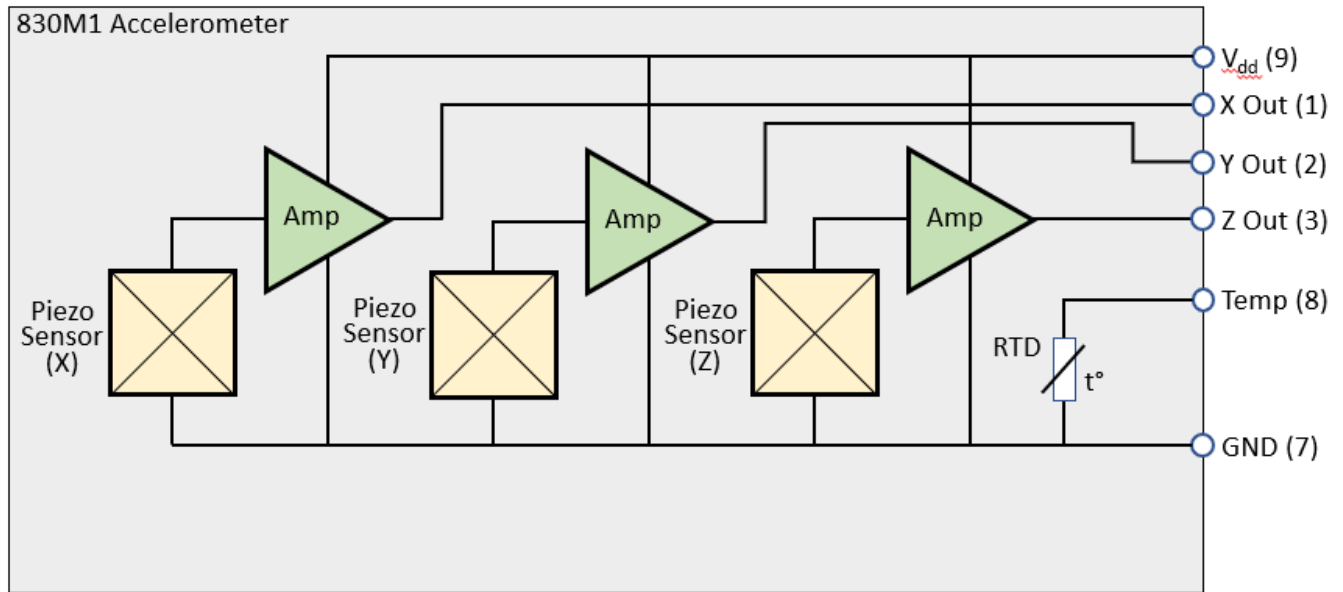 830M1 Accelerometer
Vdd (9)
X Out (1)
Y Out (2)
Z Out (3)
Temp (8)
GND (7)
Amp
Amp
Amp
Piezo
Sensor
(X)
Piezo
Sensor
(Y)
Piezo
Sensor
(Z)
RTD
t°